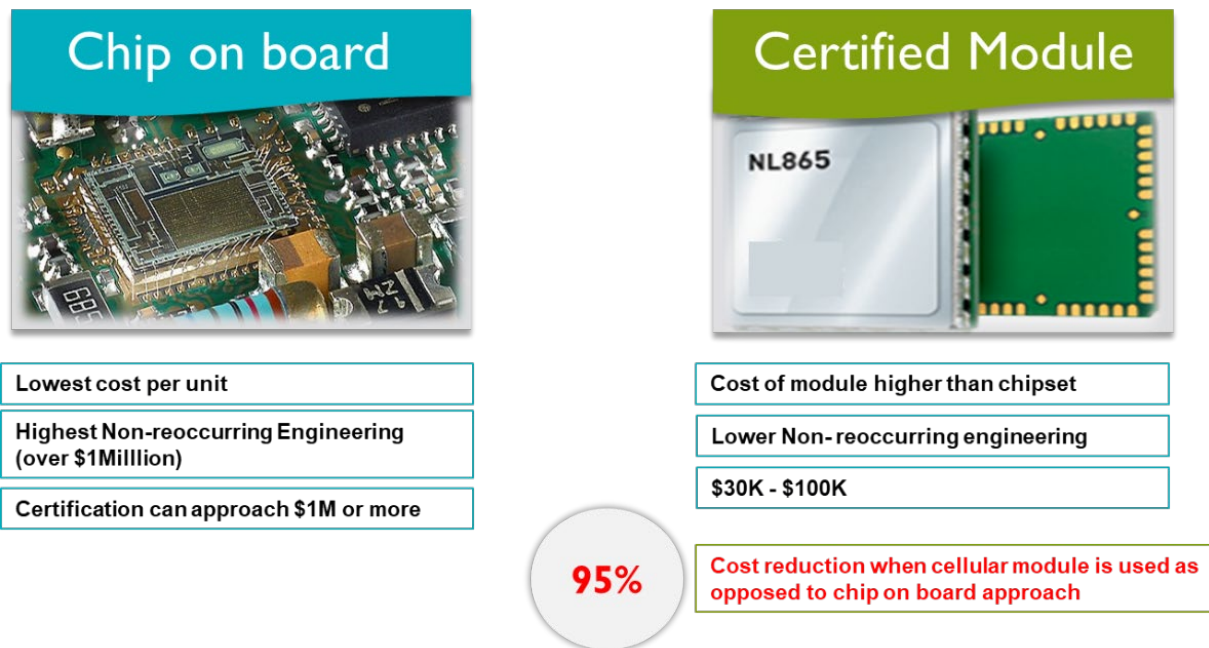 Chip on board
Certified Module
NL865
689
Lowest cost per unit
Highest Non-reoccurring Engineering
(over $1Milllion)
Certification can approach $1M or more
Cost of module higher than chipset
Lower Non- reoccurring engineering
$30K - $100K
95%
Cost reduction when cellular module is used as
opposed to chip on board approach